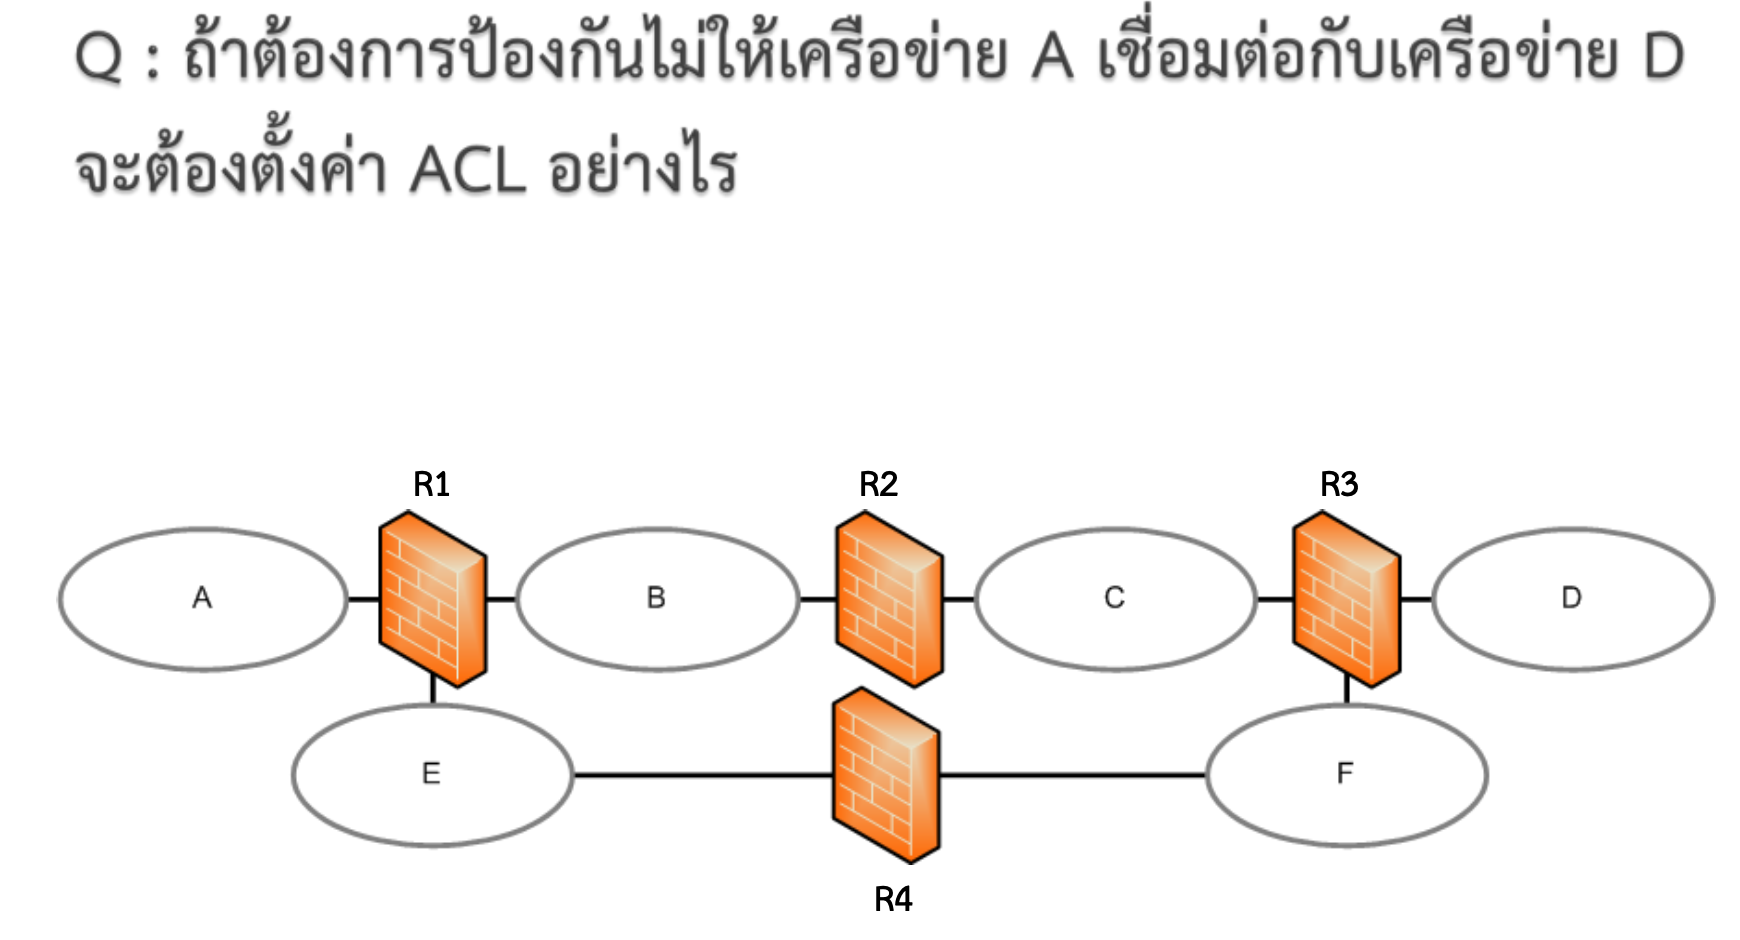 Q : ถ้าต้องการป้องกันไม่ให้เครือข่าย A เชื่อมต่อกับเครือข่าย D
จะต้องตั้งค่า ACL อย่างไร
R1
R2
R3
A
B
C
D
E
F
R4